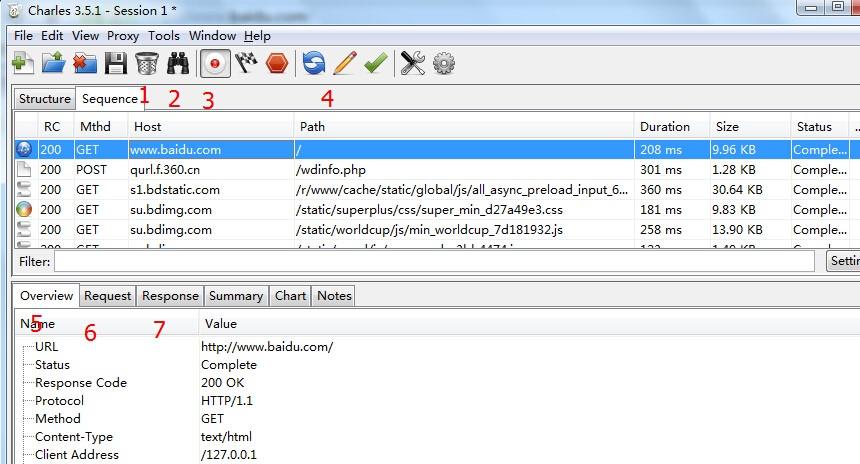 Charles 3.5.1 - Session 1 *
File Edit View Proxy Tools Window Help
1 2 3 4
Structure Sequence
RC Mthd Host Path Duration Size Status ...
200 GET www.baidu.com / 208 ms 9.96 KB Comple...
200 POST qurl.f.360.cn /wdinfo.php 301 ms 1.28 KB Comple...
200 GET s1.bdstatic.com /r/www/cache/static/global/js/all_async_preload_input_6... 360 ms 30.64 KB Comple...
200 GET su.bdimg.com /static/superplus/css/super_min_d27a49e3.css 181 ms 9.83 KB Comple...
200 GET su.bdimg.com /static/worldcup/js/min_worldcup_7d181932.js 258 ms 13.90 KB Comple...
Filter: Settin
Overview Request Response Summary Chart Notes
5 6 7
Name Value
URL http://www.baidu.com/
Status Complete
Response Code 200 OK
Protocol HTTP/1.1
Method GET
Content-Type text/html
Client Address /127.0.0.1